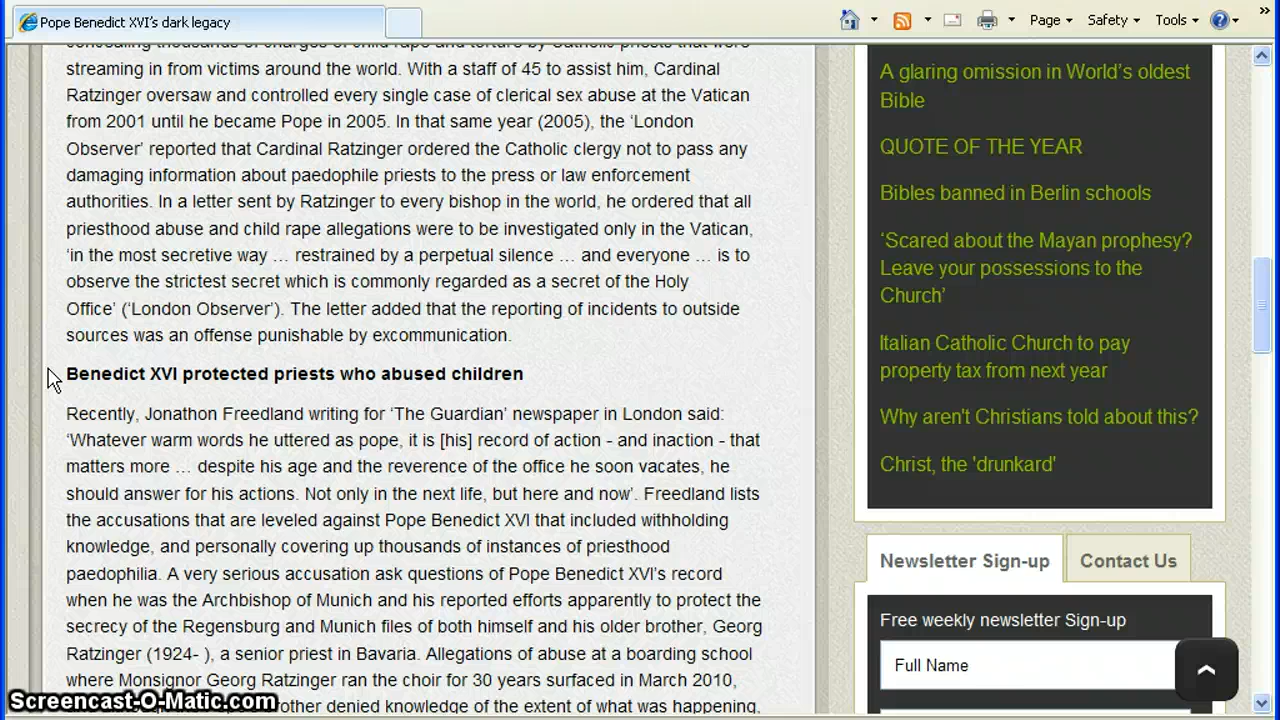 Pope Benedict XVI's dark legacy
Page
Safety
Tools
concealing thousands of charges of child rape and torture by Catholic priests that were
streaming in from victims around the world. With a staff of 45 to assist him, Cardinal
Ratzinger oversaw and controlled every single case of clerical sex abuse at the Vatican
from 2001 until he became Pope in 2005. In that same year (2005), the ‘London
Observer’ reported that Cardinal Ratzinger ordered the Catholic clergy not to pass any
damaging information about paedophile priests to the press or law enforcement
authorities. In a letter sent by Ratzinger to every bishop in the world, he ordered that all
priesthood abuse and child rape allegations were to be investigated only in the Vatican,
‘in the most secretive way … restrained by a perpetual silence … and everyone … is to
observe the strictest secret which is commonly regarded as a secret of the Holy
Office’ (‘London Observer’). The letter added that the reporting of incidents to outside
sources was an offense punishable by excommunication.
Benedict XVI protected priests who abused children
Recently, Jonathon Freedland writing for ‘The Guardian’ newspaper in London said:
‘Whatever warm words he uttered as pope, it is [his] record of action - and inaction - that
matters more … despite his age and the reverence of the office he soon vacates, he
should answer for his actions. Not only in the next life, but here and now’. Freedland lists
the accusations that are leveled against Pope Benedict XVI that included withholding
knowledge, and personally covering up thousands of instances of priesthood
paedophilia. A very serious accusation ask questions of Pope Benedict XVI’s record
when he was the Archbishop of Munich and his reported efforts apparently to protect the
secrecy of the Regensburg and Munich files of both himself and his older brother, Georg
Ratzinger (1924- ), a senior priest in Bavaria. Allegations of abuse at a boarding school
where Monsignor Georg Ratzinger ran the choir for 30 years surfaced in March 2010,
brother denied knowledge of the extent of what was happening,
A glaring omission in World’s oldest
Bible
QUOTE OF THE YEAR
Bibles banned in Berlin schools
‘Scared about the Mayan prophesy?
Leave your possessions to the
Church’
Italian Catholic Church to pay
property tax from next year
Why aren't Christians told about this?
Christ, the 'drunkard'
Newsletter Sign-up
Contact Us
Free weekly newsletter Sign-up
Full Name
Screencast-O-Matic.com